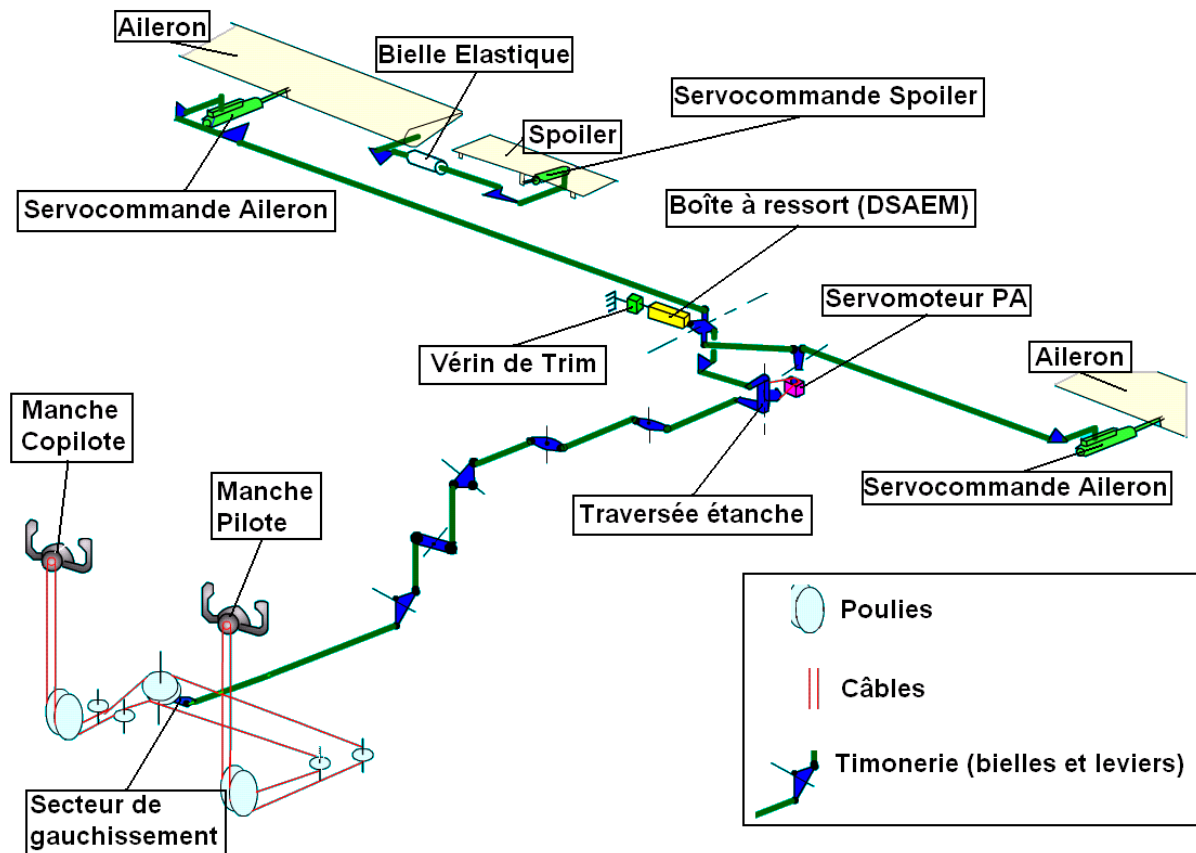 Aileron
Bielle Elastique
Servocommande Spoiler
Spoiler
Servocommande Aileron
Boîte à ressort (DSAEM)
Servomoteur PA
Vérin de Trim
Aileron
Manche
Copilote
Manche
Pilote
Servocommande Aileron
Traversée étanche
Poulies
Câbles
Timonerie (bielles et leviers)
Secteur de
gauchissement